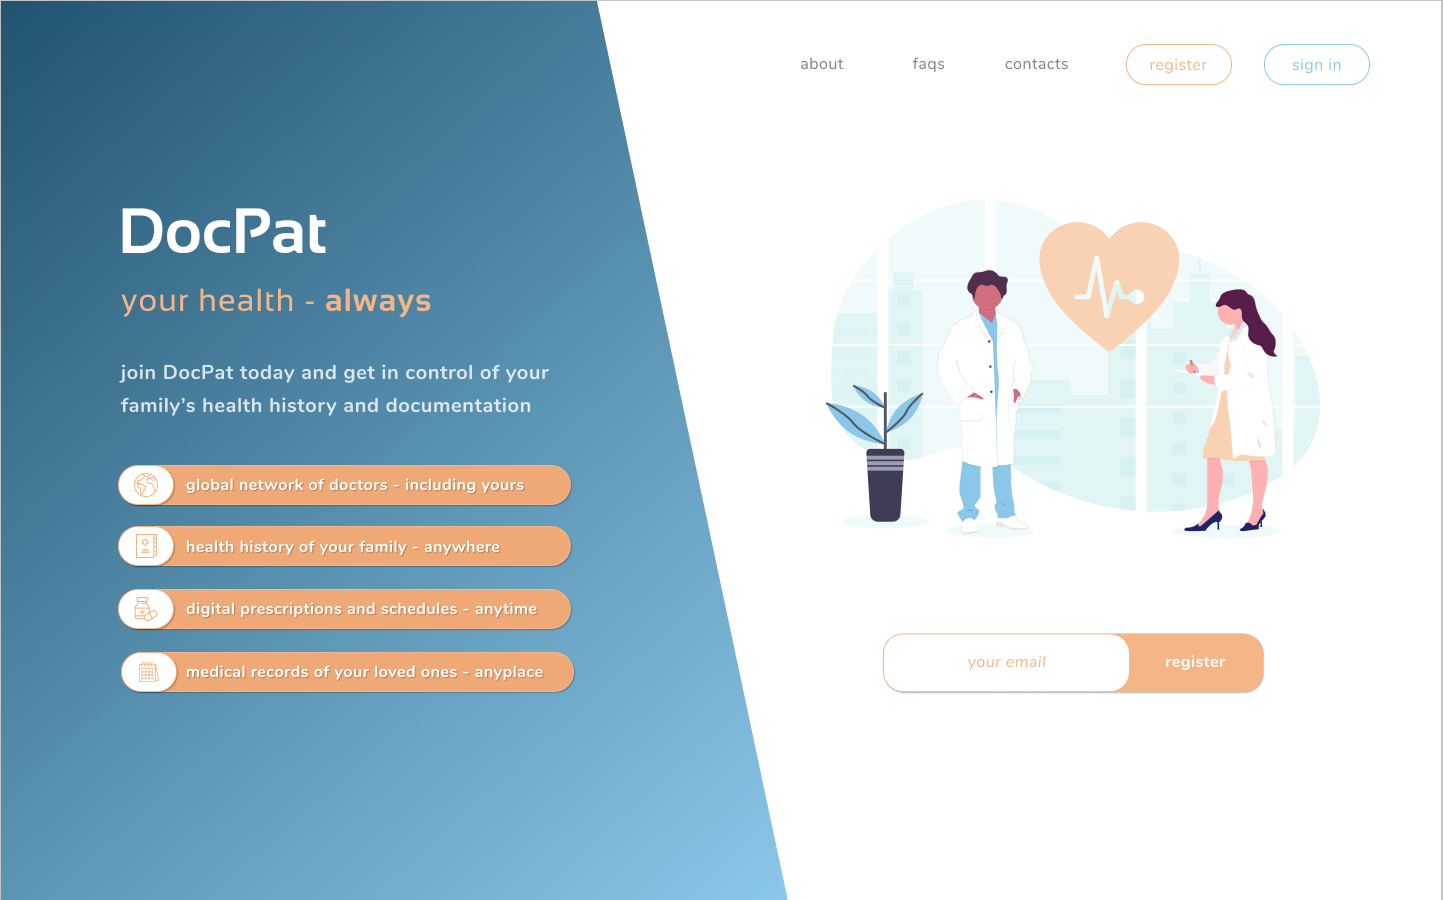 about
faqs
contacts
register
sign in
DocPat
your health - always
join DocPat today and get in control of your
family’s health history and documentation
global network of doctors - including yours
health history of your family - anywhere
digital prescriptions and schedules - anytime
medical records of your loved ones - anyplace
your email
register